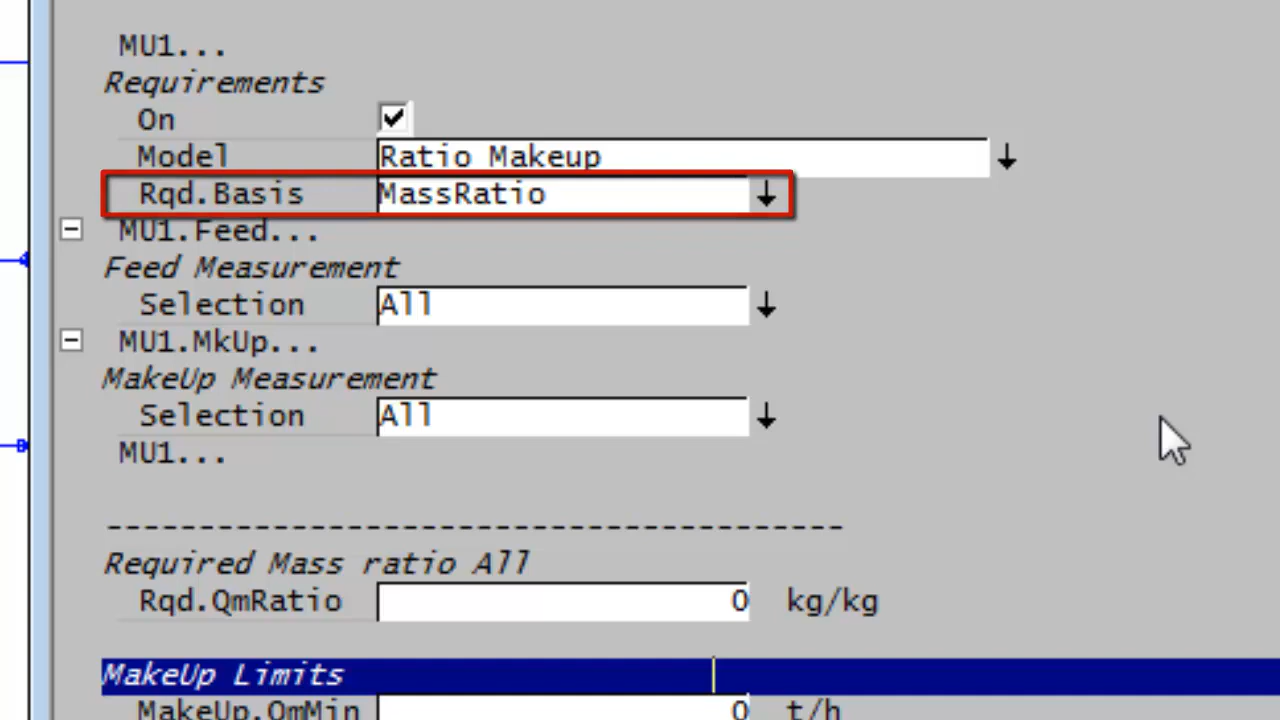 MU1...
Requirements
On
Model Ratio Makeup
Rqd.Basis MassRatio
MU1.Feed...
Feed Measurement
Selection All
MU1.MkUp...
MakeUp Measurement
Selection All
MU1...
----------------------------------------
Required Mass ratio All
Rqd.QmRatio 0 kg/kg
MakeUp Limits
MakeUp.QmMin 0 t/h